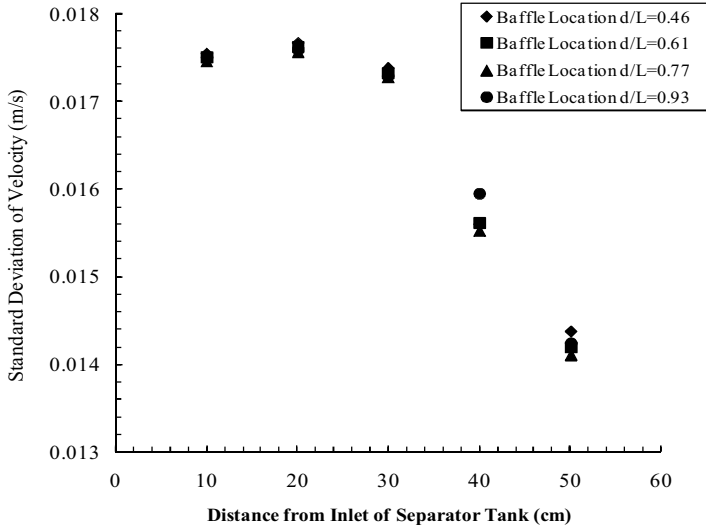 0.018
0.017
0.016
0.015
0.014
0.013
Standard Deviation of Velocity (m/s)
Baffle Location d/L=0.46
Baffle Location d/L=0.61
Baffle Location d/L=0.77
Baffle Location d/L=0.93
0 10 20 30 40 50 60
Distance from Inlet of Separator Tank (cm)